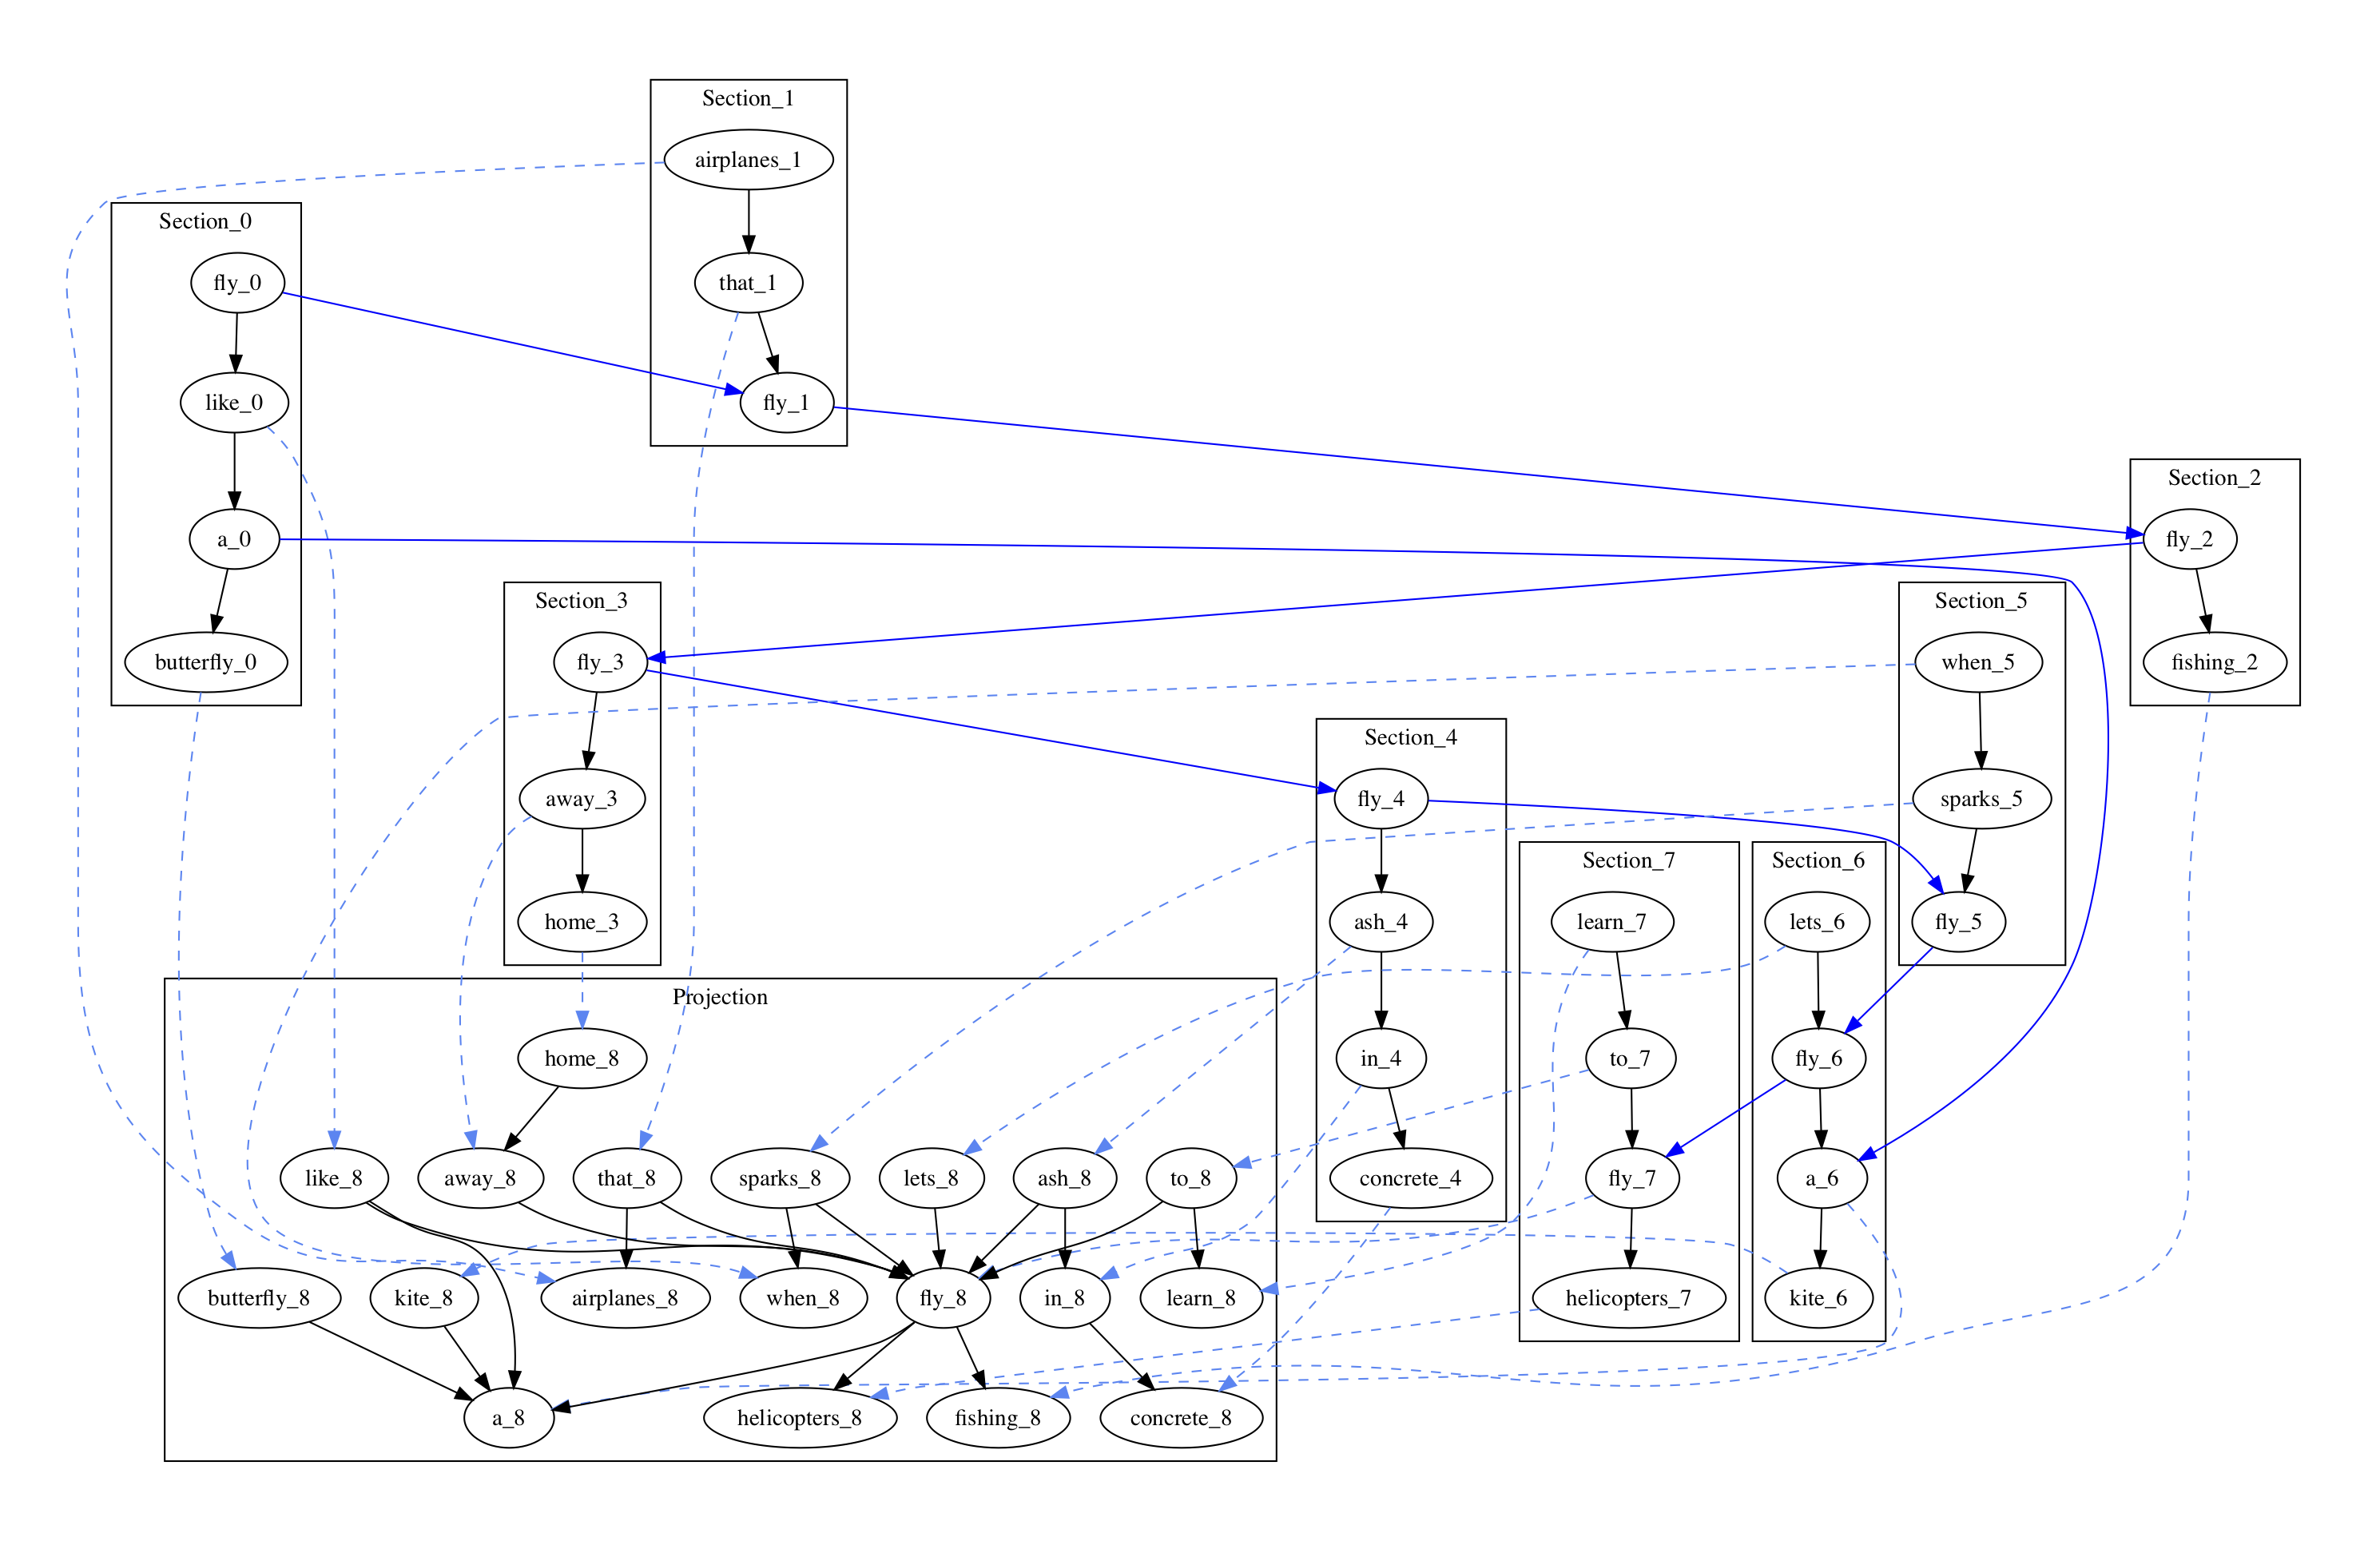 Section_1
airplanes_1
that_1
fly_1
Section_0
fly_0
like_0
a_0
butterfly_0
Section_2
fly_2
fishing_2
Section_3
fly_3
away_3
home_3
Section_5
when_5
sparks_5
fly_5
Section_4
fly_4
ash_4
in_4
concrete_4
Section_7
learn_7
to_7
fly_7
helicopters_7
Section_6
lets_6
fly_6
a_6
kite_6
Projection
home_8
like_8
away_8
that_8
sparks_8
lets_8
ash_8
to_8
butterfly_8
kite_8
airplanes_8
when_8
fly_8
in_8
learn_8
a_8
helicopters_8
fishing_8
concrete_8